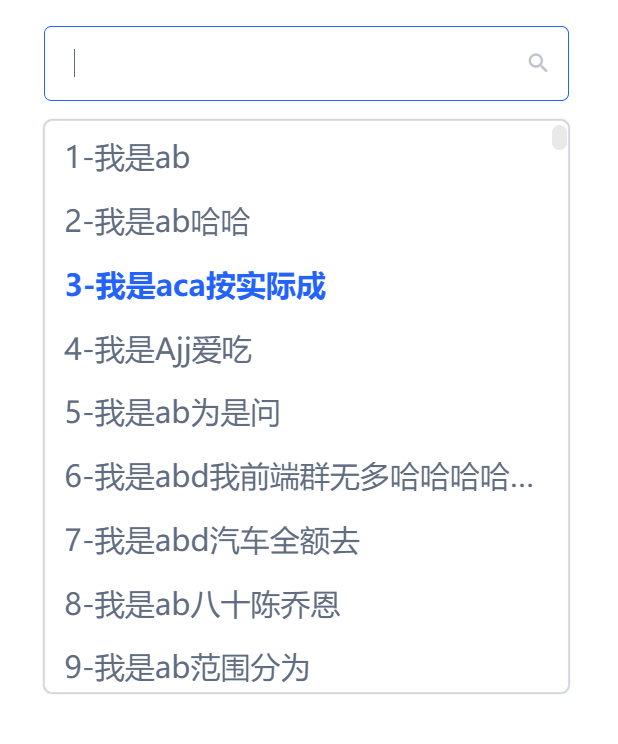 1-我是ab
2-我是ab哈哈
3-我是aca按实际成
4-我是Ajj爱吃
5-我是ab为是问
6-我是abd我前端群无多哈哈哈哈...
7-我是abd汽车全额去
8-我是ab八十陈乔恩
9-我是ab范围分为